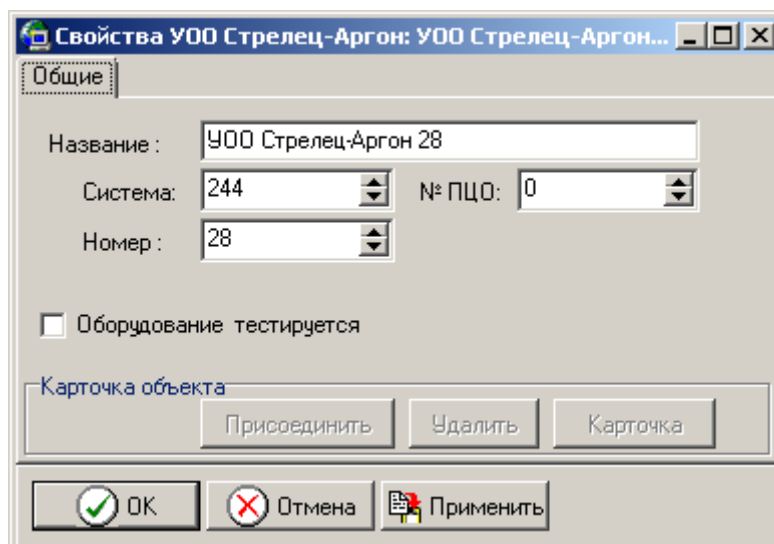 Свойства УОО Стрелец-Аргон: УОО Стрелец-Аргон...
Общие
Название : УОО Стрелец-Аргон 28
Система: 244 № ПЦО: 0
Номер : 28
Оборудование тестируется
Карточка объекта
Присоединить Удалить Карточка
OK Отмена Применить